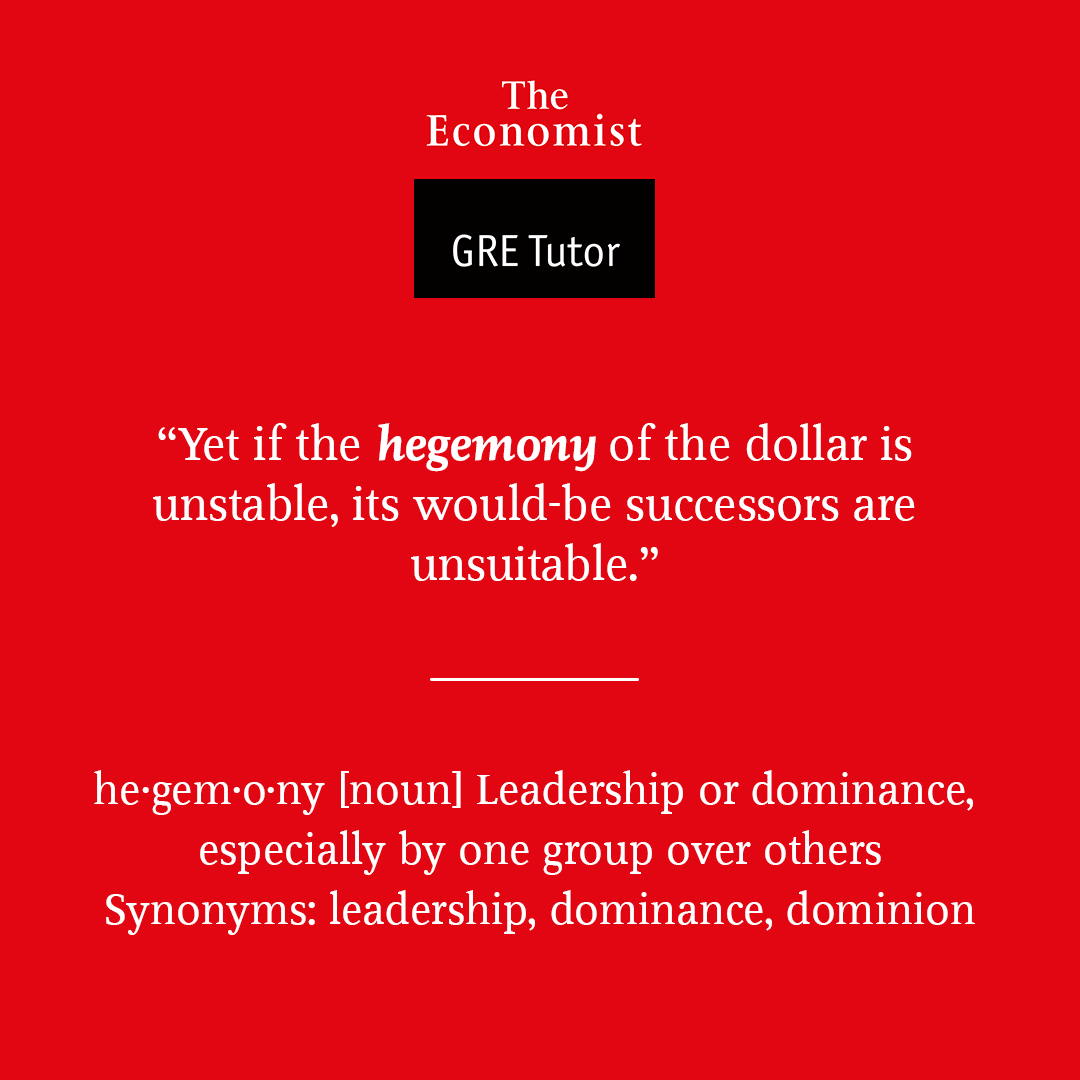 The
Economist
GRE Tutor
“Yet if the hegemony of the dollar is
unstable, its would-be successors are
unsuitable.”
he·gem·o·ny [noun] Leadership or dominance,
especially by one group over others
Synonyms: leadership, dominance, dominion